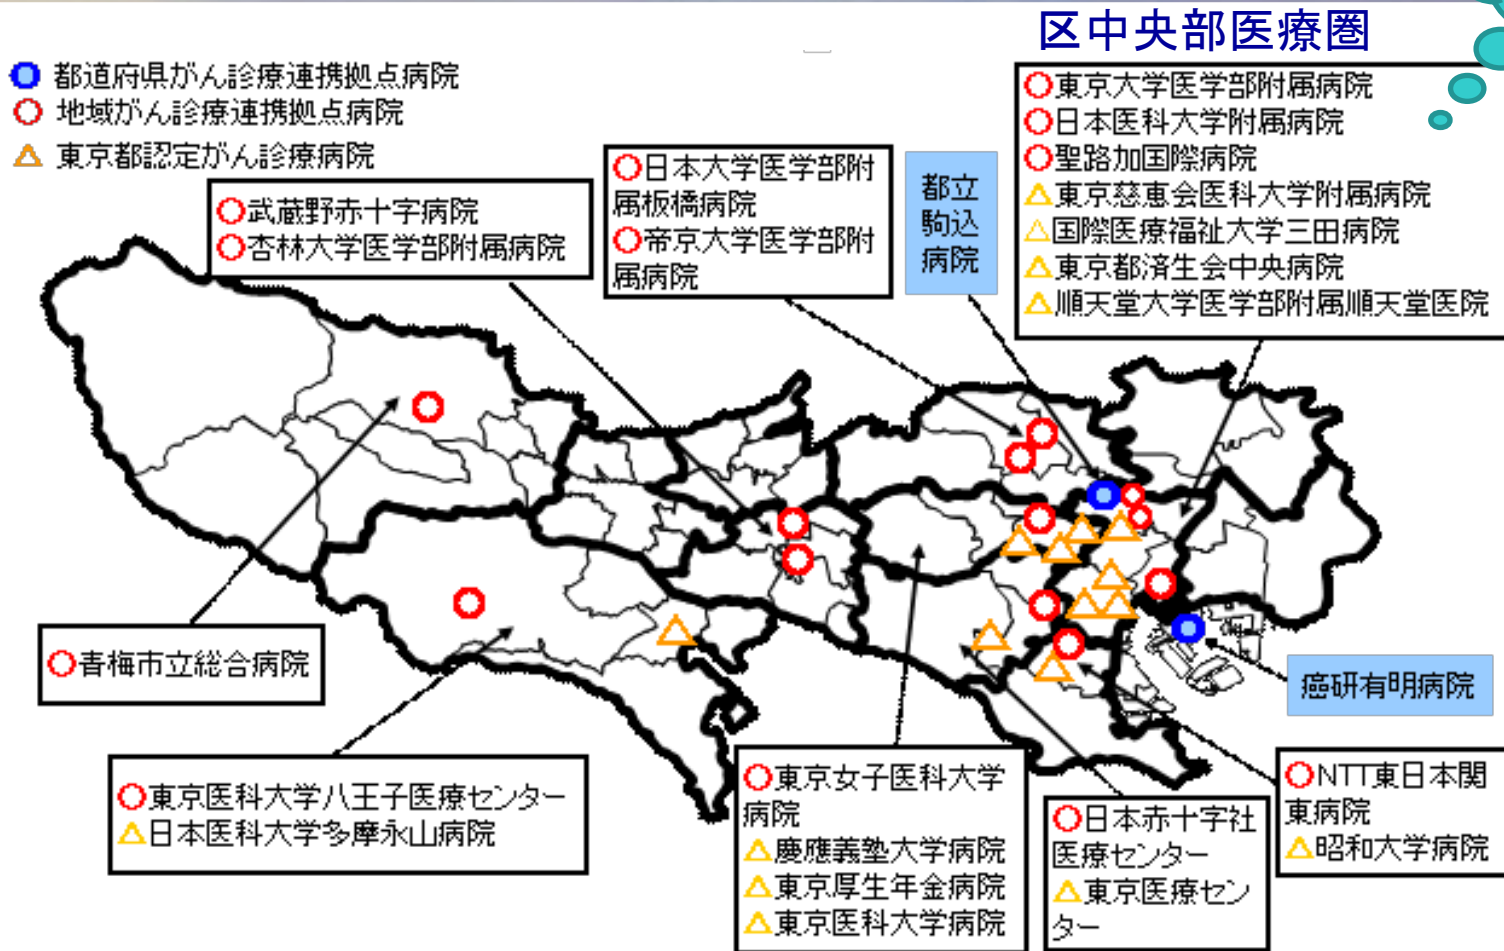 区中央部医療圏
都道府県がん診療連携拠点病院
地域がん診療連携拠点病院
東京都認定がん診療病院
武蔵野赤十字病院
杏林大学医学部附属病院
日本大学医学部附
属板橋病院
帝京大学医学部附
属病院
都立
駒込
病院
東京大学医学部附属病院
日本医科大学附属病院
聖路加国際病院
東京慈恵会医科大学附属病院
国際医療福祉大学三田病院
東京都済生会中央病院
順天堂大学医学部附属順天堂医院
青梅市立総合病院
癌研有明病院
東京医科大学八王子医療センター
日本医科大学多摩永山病院
東京女子医科大学
病院
慶應義塾大学病院
東京厚生年金病院
東京医科大学病院
日本赤十字社
医療センター
東京医療セン
ター
NTT東日本関
東病院
昭和大学病院